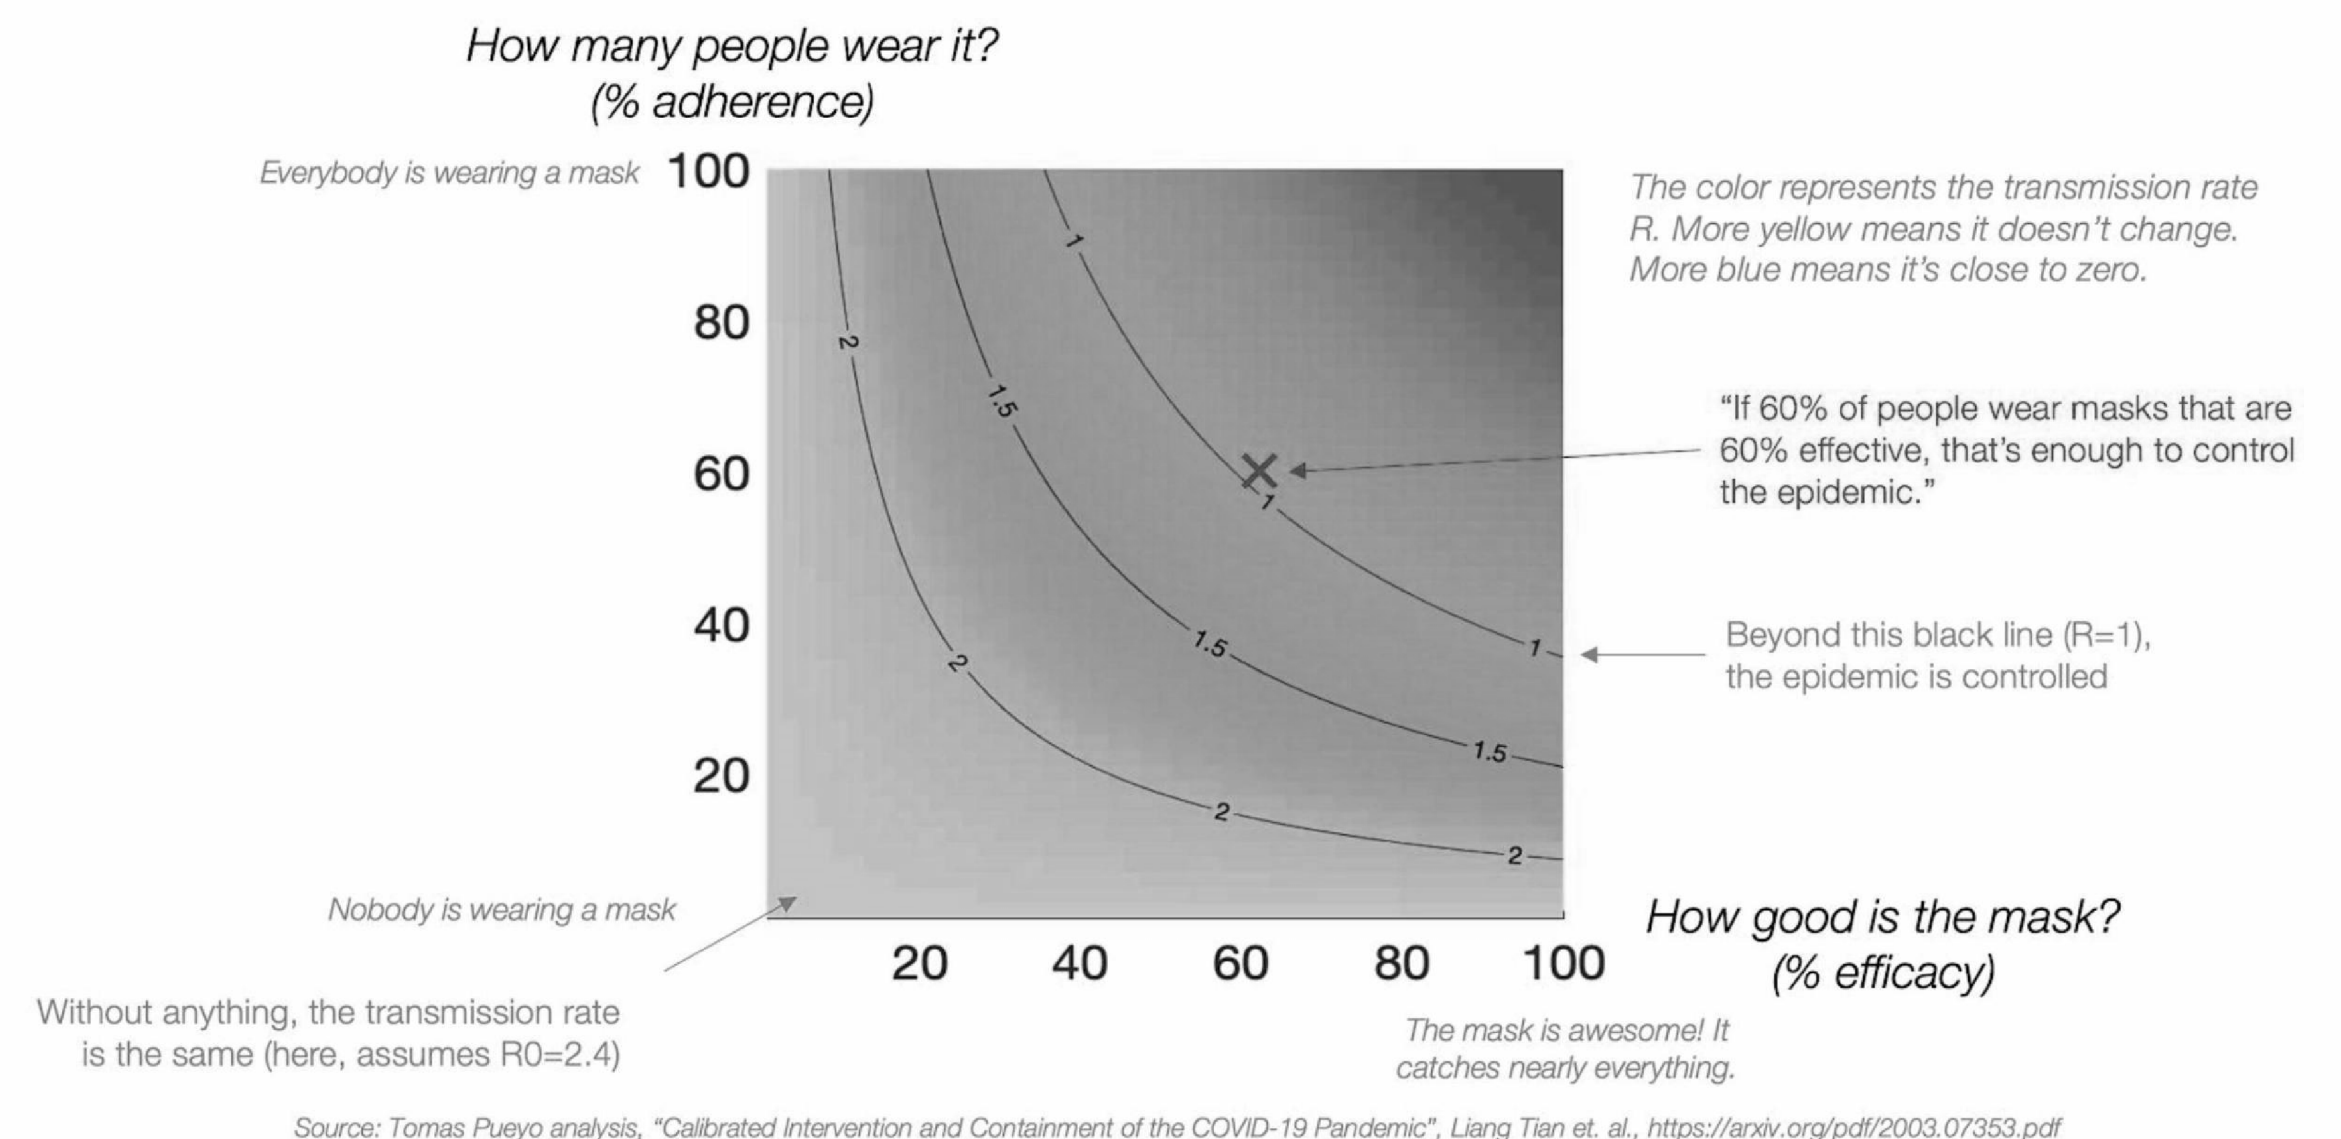 How many people wear it?
(% adherence)
Everybody is wearing a mask
100
80
60
40
20
1
1
1
1.5
1.5
1.5
2
2
2
2
The color represents the transmission rate
R. More yellow means it doesn't change.
More blue means it's close to zero.
“If 60% of people wear masks that are
60% effective, that's enough to control
the epidemic.”
Beyond this black line (R=1),
the epidemic is controlled
Nobody is wearing a mask
Without anything, the transmission rate
is the same (here, assumes R0=2.4)
20 40 60 80 100
How good is the mask?
(% efficacy)
The mask is awesome! It
catches nearly everything.
Source: Tomas Pueyo analysis, “Calibrated Intervention and Containment of the COVID-19 Pandemic”, Liang Tian et. al., https://arxiv.org/pdf/2003.07353.pdf